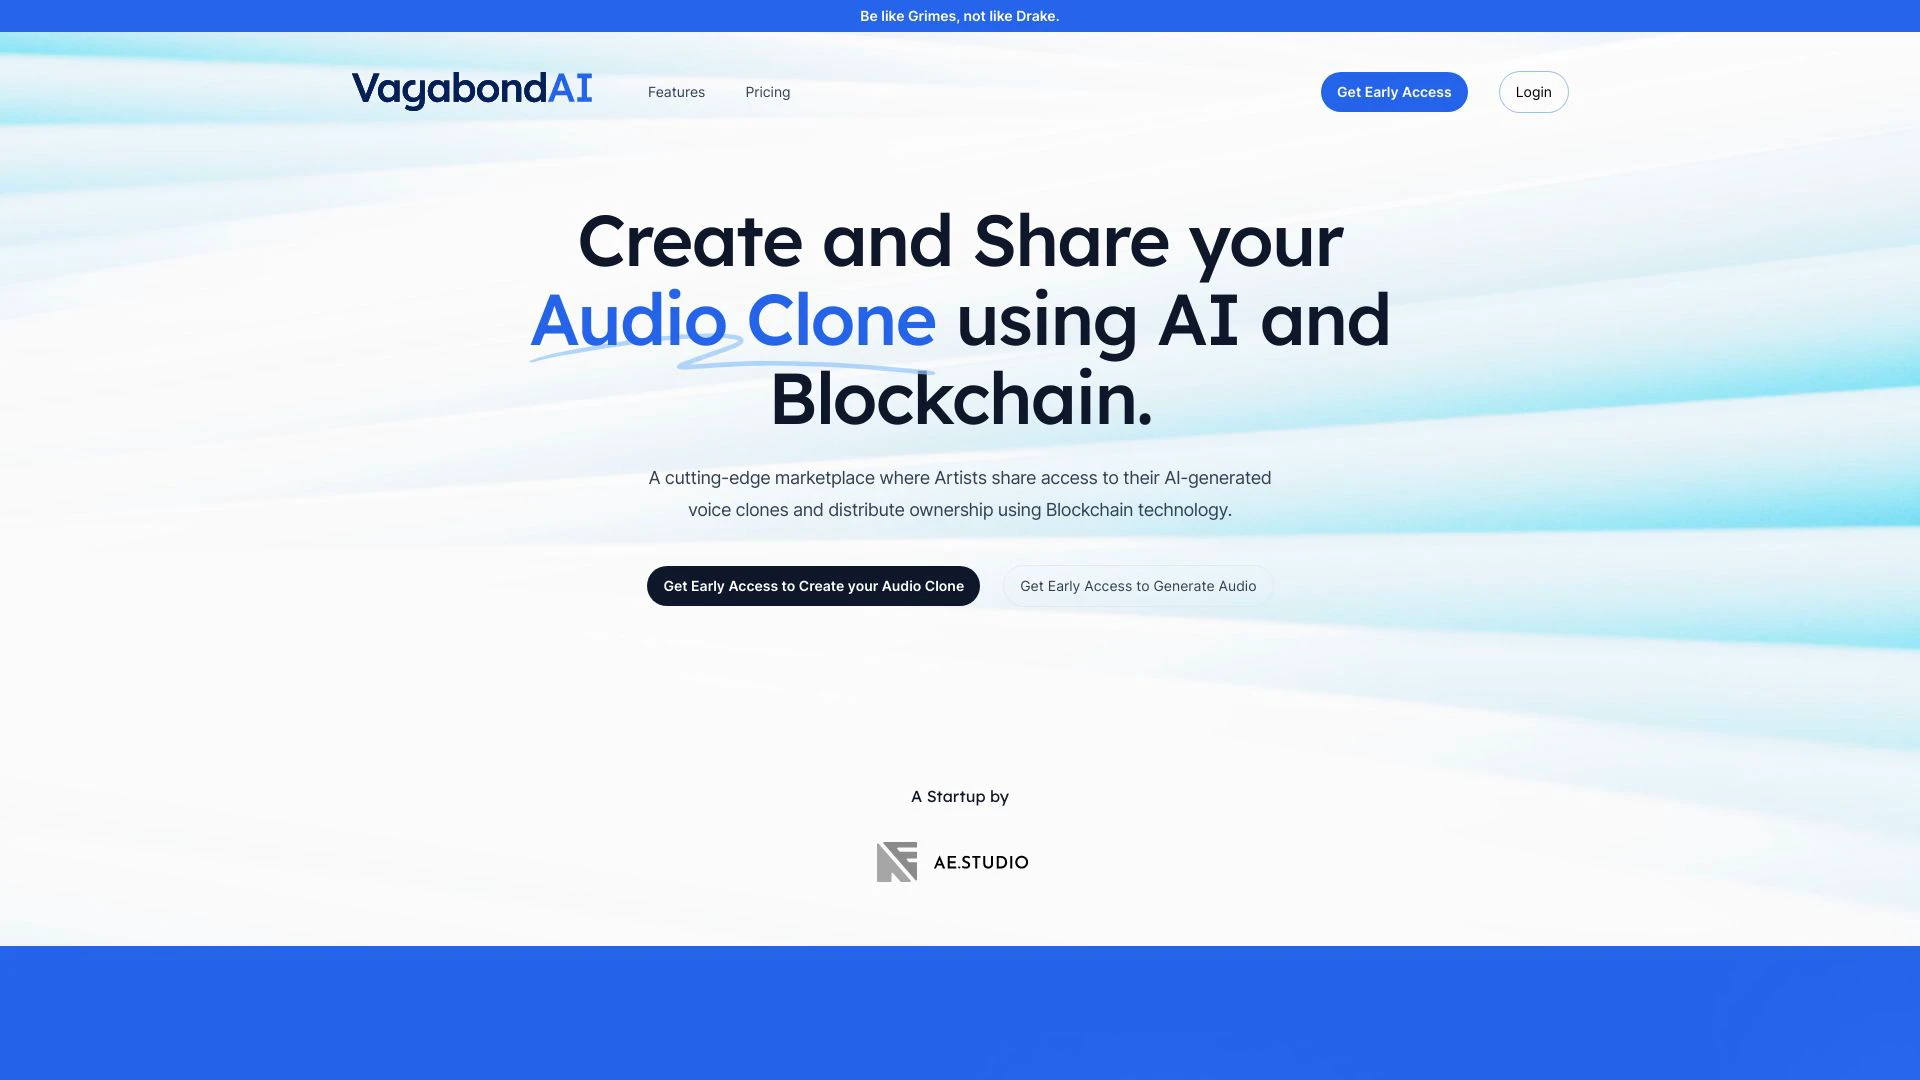 Be like Grimes, not like Drake.
VagabondAI
Features
Pricing
Get Early Access
Login
Create and Share your
Audio Clone using AI and
Blockchain.
A cutting-edge marketplace where Artists share access to their AI-generated
voice clones and distribute ownership using Blockchain technology.
Get Early Access to Create your Audio Clone
Get Early Access to Generate Audio
A Startup by
AE.STUDIO